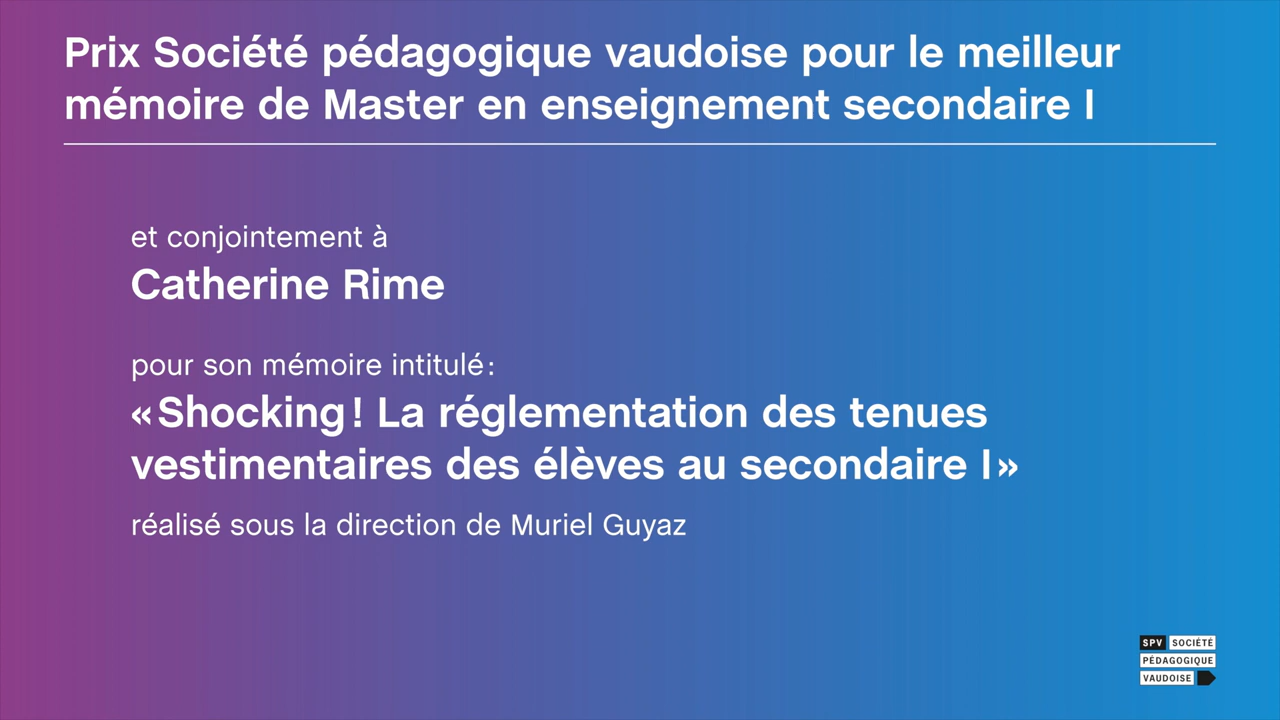 Prix Société pédagogique vaudoise pour le meilleur
mémoire de Master en enseignement secondaire I
et conjointement à
Catherine Rime
pour son mémoire intitulé :
« Shocking ! La réglementation des tenues
vestimentaires des élèves au secondaire I »
réalisé sous la direction de Muriel Guyaz
SPV SOCIÉTÉ
PÉDAGOGIQUE
VAUDOISE